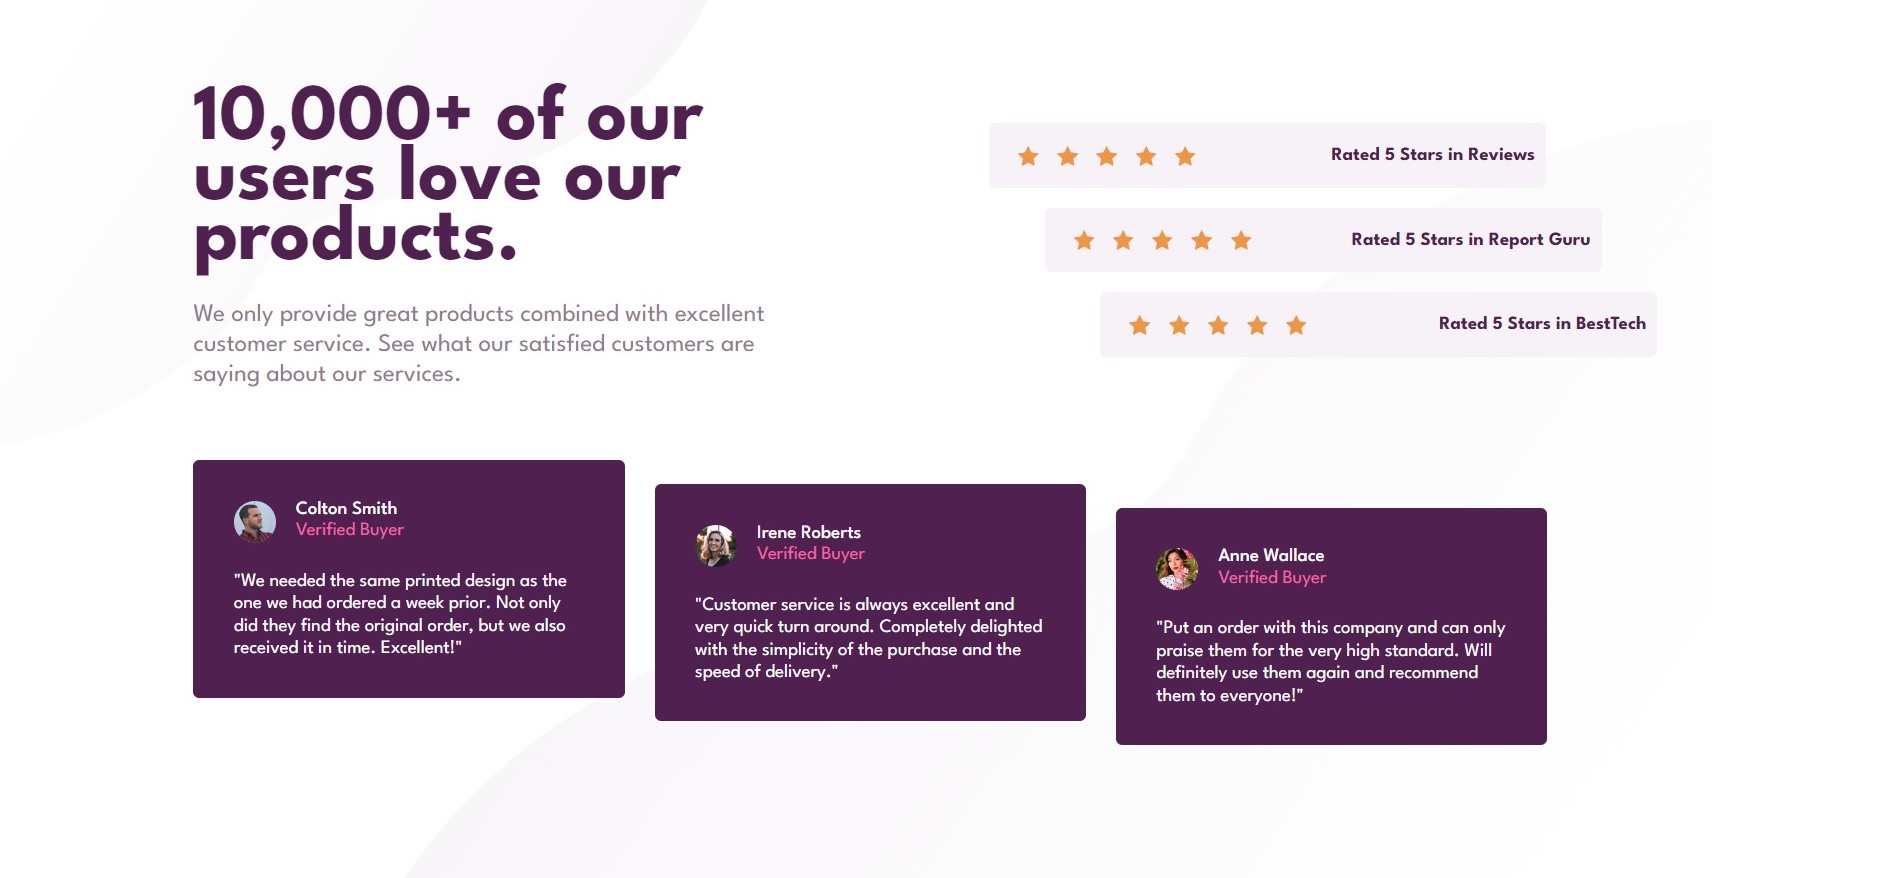 10,000+ of our
users love our
products.
We only provide great products combined with excellent
customer service. See what our satisfied customers are
saying about our services.
Rated 5 Stars in Reviews
Rated 5 Stars in Report Guru
Rated 5 Stars in BestTech
Colton Smith
Verified Buyer
"We needed the same printed design as the
one we had ordered a week prior. Not only
did they find the original order, but we also
received it in time. Excellent!"
Irene Roberts
Verified Buyer
"Customer service is always excellent and
very quick turn around. Completely delighted
with the simplicity of the purchase and the
speed of delivery."
Anne Wallace
Verified Buyer
"Put an order with this company and can only
praise them for the very high standard. Will
definitely use them again and recommend
them to everyone!"